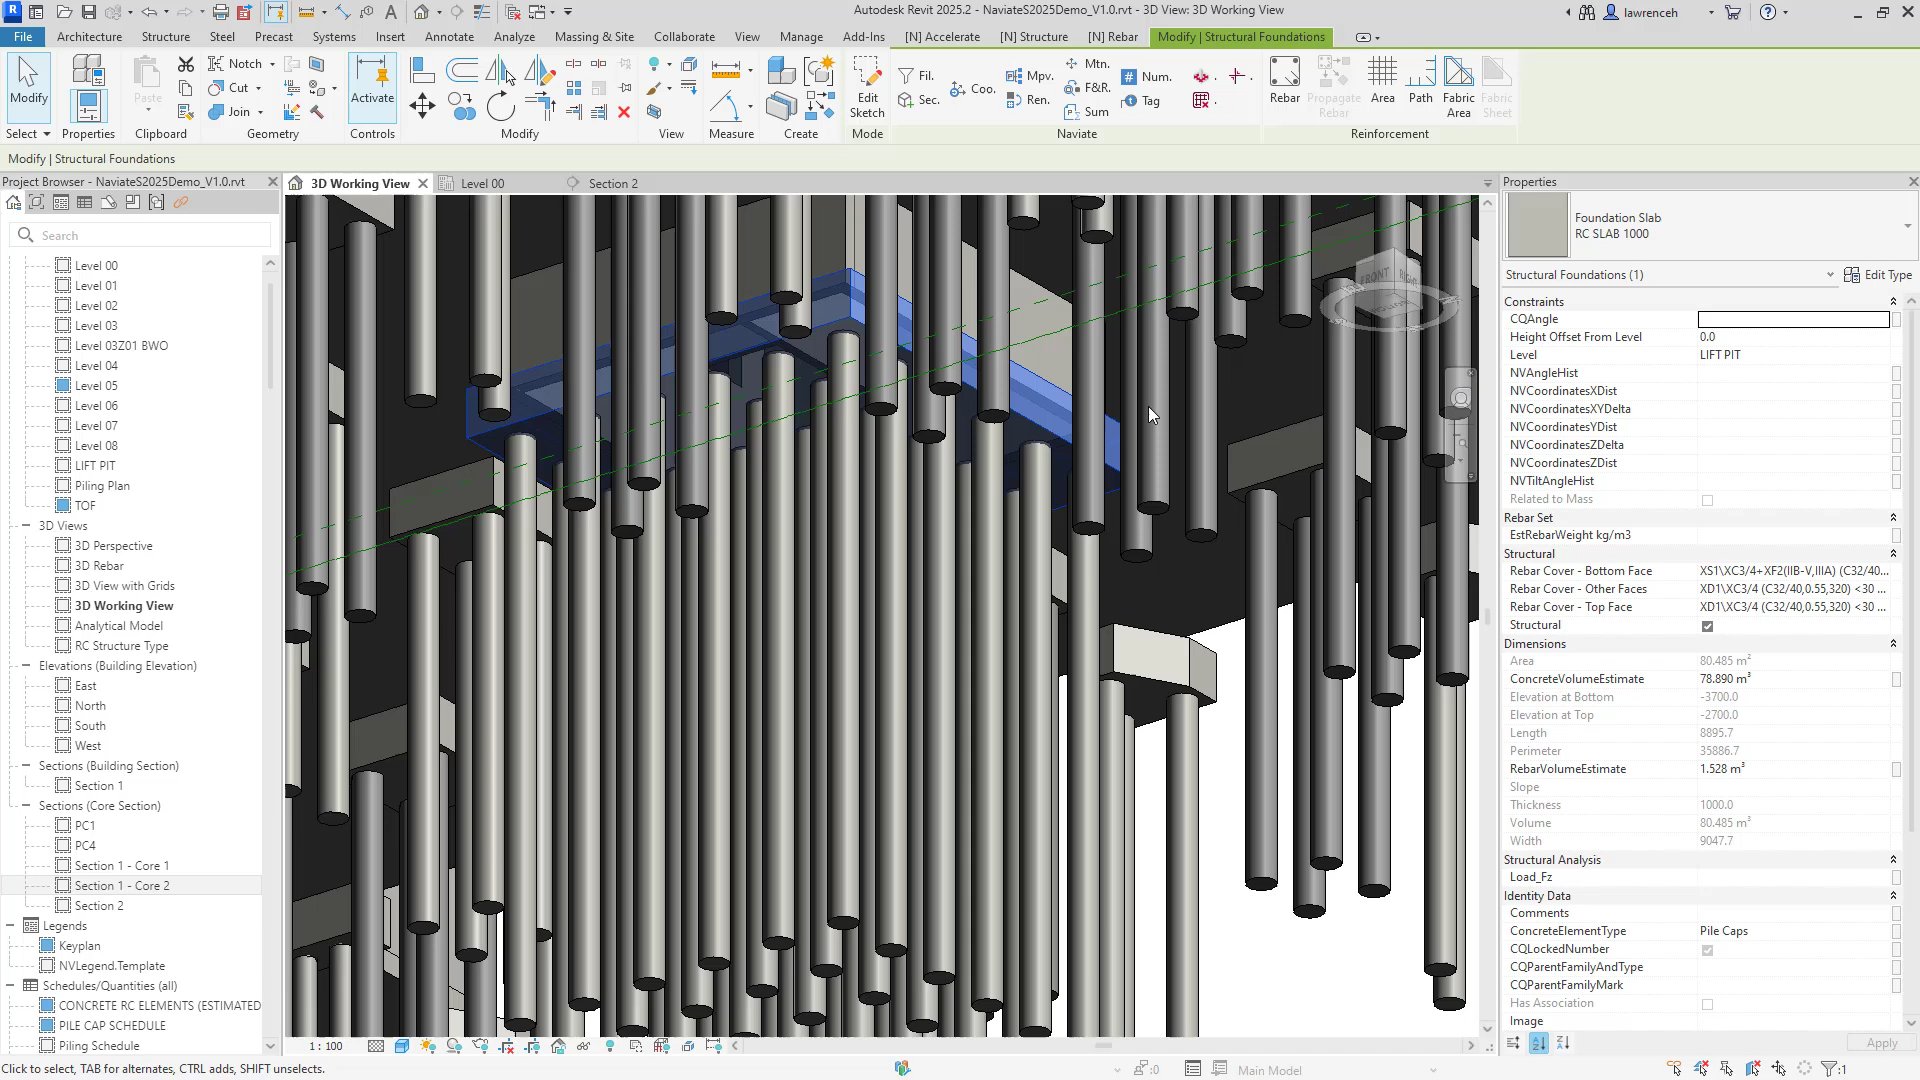 Autodesk Revit 2025.2 - NaviateS2025Demo_V1.0.rvt - 3D View: 3D Working View
lawrenceh
File Architecture Structure Steel Precast Systems Insert Annotate Analyze Massing & Site Collaborate View Manage Add-Ins [N] Accelerate [N] Structure [N] Rebar Modify | Structural Foundations
Modify
Select
Properties
Paste
Clipboard
Notch
Cut
Join
Geometry
Activate
Controls
Modify
View
Measure
Create
Edit Sketch
Mode
Fil.
Sec.
Coo.
Mpv.
Ren.
Mtn.
F&R.
Sum
Num.
Tag
Naviate
Rebar
Propagate Rebar
Area
Path
Fabric Area
Fabric Sheet
Reinforcement
Modify | Structural Foundations
Project Browser - NaviateS2025Demo_V1.0.rvt
Search
Level 00
Level 01
Level 02
Level 03
Level 03Z01 BWO
Level 04
Level 05
Level 06
Level 07
Level 08
LIFT PIT
Piling Plan
TOF
3D Views
3D Perspective
3D Rebar
3D View with Grids
3D Working View
Analytical Model
RC Structure Type
Elevations (Building Elevation)
East
North
South
West
Sections (Building Section)
Section 1
Sections (Core Section)
PC1
PC4
Section 1 - Core 1
Section 1 - Core 2
Section 2
Legends
Keyplan
NVLegend.Template
Schedules/Quantities (all)
CONCRETE RC ELEMENTS (ESTIMATED
PILE CAP SCHEDULE
Piling Schedule
3D Working View
Level 00
Section 2
FRONT
RIGHT
1 : 100
Properties
Foundation Slab
RC SLAB 1000
Structural Foundations (1)
Edit Type
Constraints
CQAngle
Height Offset From Level 0.0
Level LIFT PIT
NVAngleHist
NVCoordinatesXDist
NVCoordinatesXYDelta
NVCoordinatesYDist
NVCoordinatesZDelta
NVCoordinatesZDist
NVTiltAngleHist
Related to Mass
Rebar Set
EstRebarWeight kg/m3
Structural
Rebar Cover - Bottom Face XS1\XC3/4+XF2(IIB-V,IIIA) (C32/40...
Rebar Cover - Other Faces XD1\XC3/4 (C32/40,0.55,320) <30 ...
Rebar Cover - Top Face XD1\XC3/4 (C32/40,0.55,320) <30 ...
Structural
Dimensions
Area 80.485 m²
ConcreteVolumeEstimate 78.890 m³
Elevation at Bottom -3700.0
Elevation at Top -2700.0
Length 8895.7
Perimeter 35886.7
RebarVolumeEstimate 1.528 m³
Slope
Thickness 1000.0
Volume 80.485 m³
Width 9047.7
Structural Analysis
Load_Fz
Identity Data
Comments
ConcreteElementType Pile Caps
CQLockedNumber
CQParentFamilyAndType
CQParentFamilyMark
Has Association
Image
Apply
Click to select, TAB for alternates, CTRL adds, SHIFT unselects.
:0
Main Model
:1